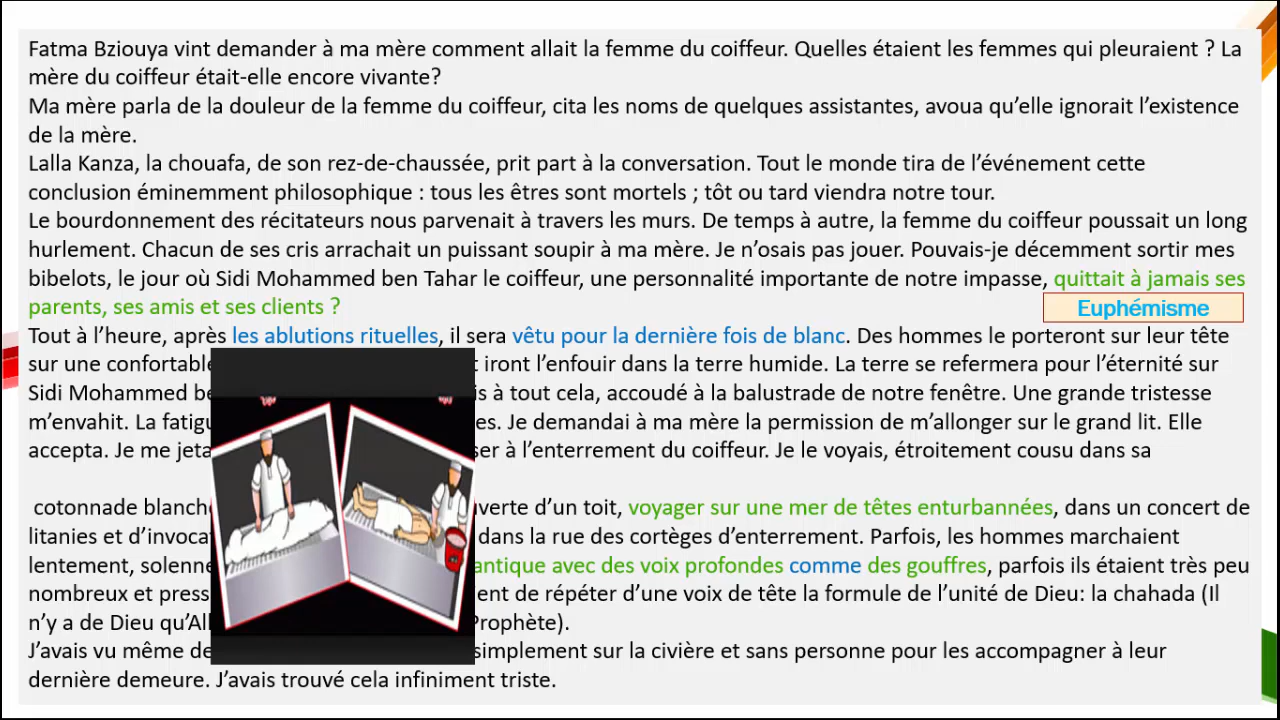 Fatma Bziouya vint demander à ma mère comment allait la femme du coiffeur. Quelles étaient les femmes qui pleuraient ? La
mère du coiffeur était-elle encore vivante?
Ma mère parla de la douleur de la femme du coiffeur, cita les noms de quelques assistantes, avoua qu’elle ignorait l’existence
de la mère.
Lalla Kanza, la chouafa, de son rez-de-chaussée, prit part à la conversation. Tout le monde tira de l’événement cette
conclusion éminemment philosophique : tous les êtres sont mortels ; tôt ou tard viendra notre tour.
Le bourdonnement des récitateurs nous parvenait à travers les murs. De temps à autre, la femme du coiffeur poussait un long
hurlement. Chacun de ses cris arrachait un puissant soupir à ma mère. Je n’osais pas jouer. Pouvais-je décemment sortir mes
bibelots, le jour où Sidi Mohammed ben Tahar le coiffeur, une personnalité importante de notre impasse, quittait à jamais ses
parents, ses amis et ses clients ?
Euphémisme
Tout à l’heure, après les ablutions rituelles, il sera vêtu pour la dernière fois de blanc. Des hommes le porteront sur leur tête
sur une confortable iront l’enfouir dans la terre humide. La terre se refermera pour l’éternité sur
Sidi Mohammed à tout cela, accoudé à la balustrade de notre fenêtre. Une grande tristesse
m’envahit. La Je demandai à ma mère la permission de m’allonger sur le grand lit. Elle
accepta. Je me à l’enterrement du coiffeur. Je le voyais, étroitement cousu dans sa
cotonnade d’un toit, voyager sur une mer de têtes enturbannées, dans un concert de
litanies et dans la rue des cortèges d’enterrement. Parfois, les hommes marchaient
lentement, avec des voix profondes comme des gouffres, parfois ils étaient très peu
nombreux et de répéter d’une voix de tête la formule de l’unité de Dieu: la chahada (Il
n’y a de Dieu Prophète).
J’avais vu même simplement sur la civière et sans personne pour les accompagner à leur
dernière demeure. J’avais trouvé cela infiniment triste.